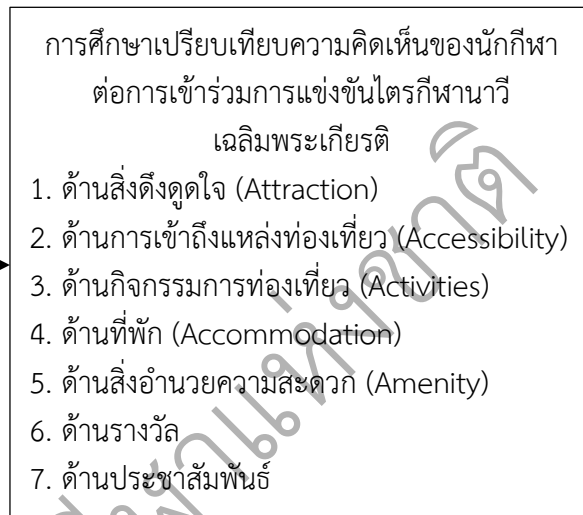 การศึกษาเปรียบเทียบความคิดเห็นของนักกีฬา
ต่อการเข้าร่วมการแข่งขันไตรกีฬานาวี
เฉลิมพระเกียรติ
1. ด้านสิ่งดึงดูดใจ (Attraction)
2. ด้านการเข้าถึงแหล่งท่องเที่ยว (Accessibility)
3. ด้านกิจกรรมการท่องเที่ยว (Activities)
4. ด้านที่พัก (Accommodation)
5. ด้านสิ่งอำนวยความสะดวก (Amenity)
6. ด้านรางวัล
7. ด้านประชาสัมพันธ์